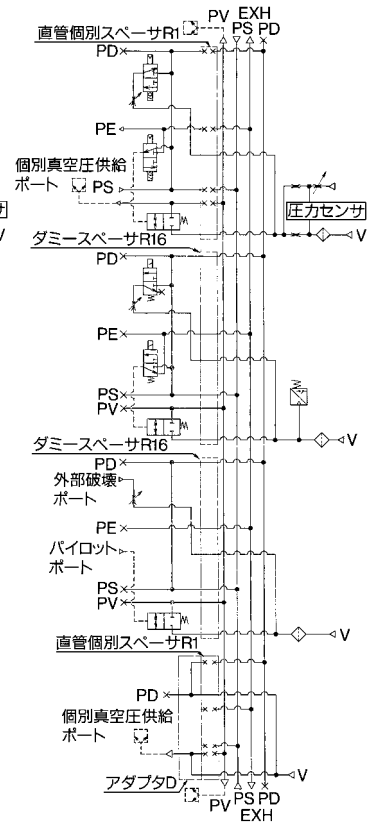 PV EXH
PS PD
直管個別スペーサR1
PD
PE
個別真空圧供給
ポート
PS
圧力センサ
V
サ
V
ダミースペーサR16
PD
PE
PS
PV
V
ダミースペーサR16
PD
外部破壊
ポート
PE
パイロット
ポート
PS
PV
V
直管個別スペーサR1
PD
個別真空圧供給
ポート
V
アダプタD
PV
PS PD
EXH